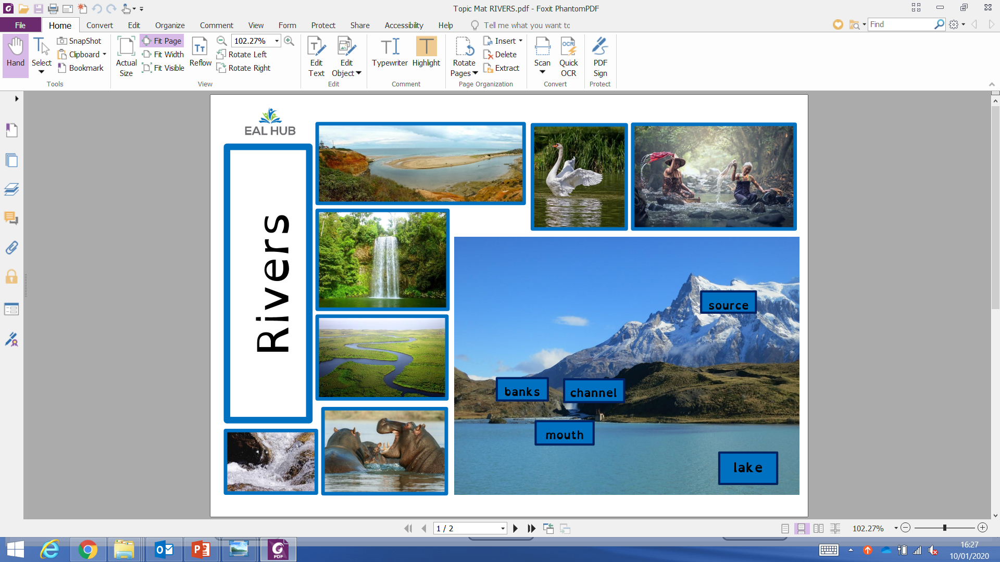 Topic Mat RIVERS.pdf - Foxit PhantomPDF
File Home Convert Edit Organize Comment View Form Protect Share Accessibility Help Tell me what you want to Find
Hand
Select
SnapShot
Clipboard
Bookmark
Tools
Actual Size
Fit Page
Fit Width
Fit Visible
Reflow
102.27%
Rotate Left
Rotate Right
View
Edit Text
Edit Object
Edit
Typewriter
Highlight
Comment
Rotate Pages
Insert
Delete
Extract
Page Organization
Scan
Quick OCR
Convert
PDF Sign
Protect
EAL HUB
Rivers
source
banks
channel
mouth
lake
1 / 2
102.27%
16:27
10/01/2020